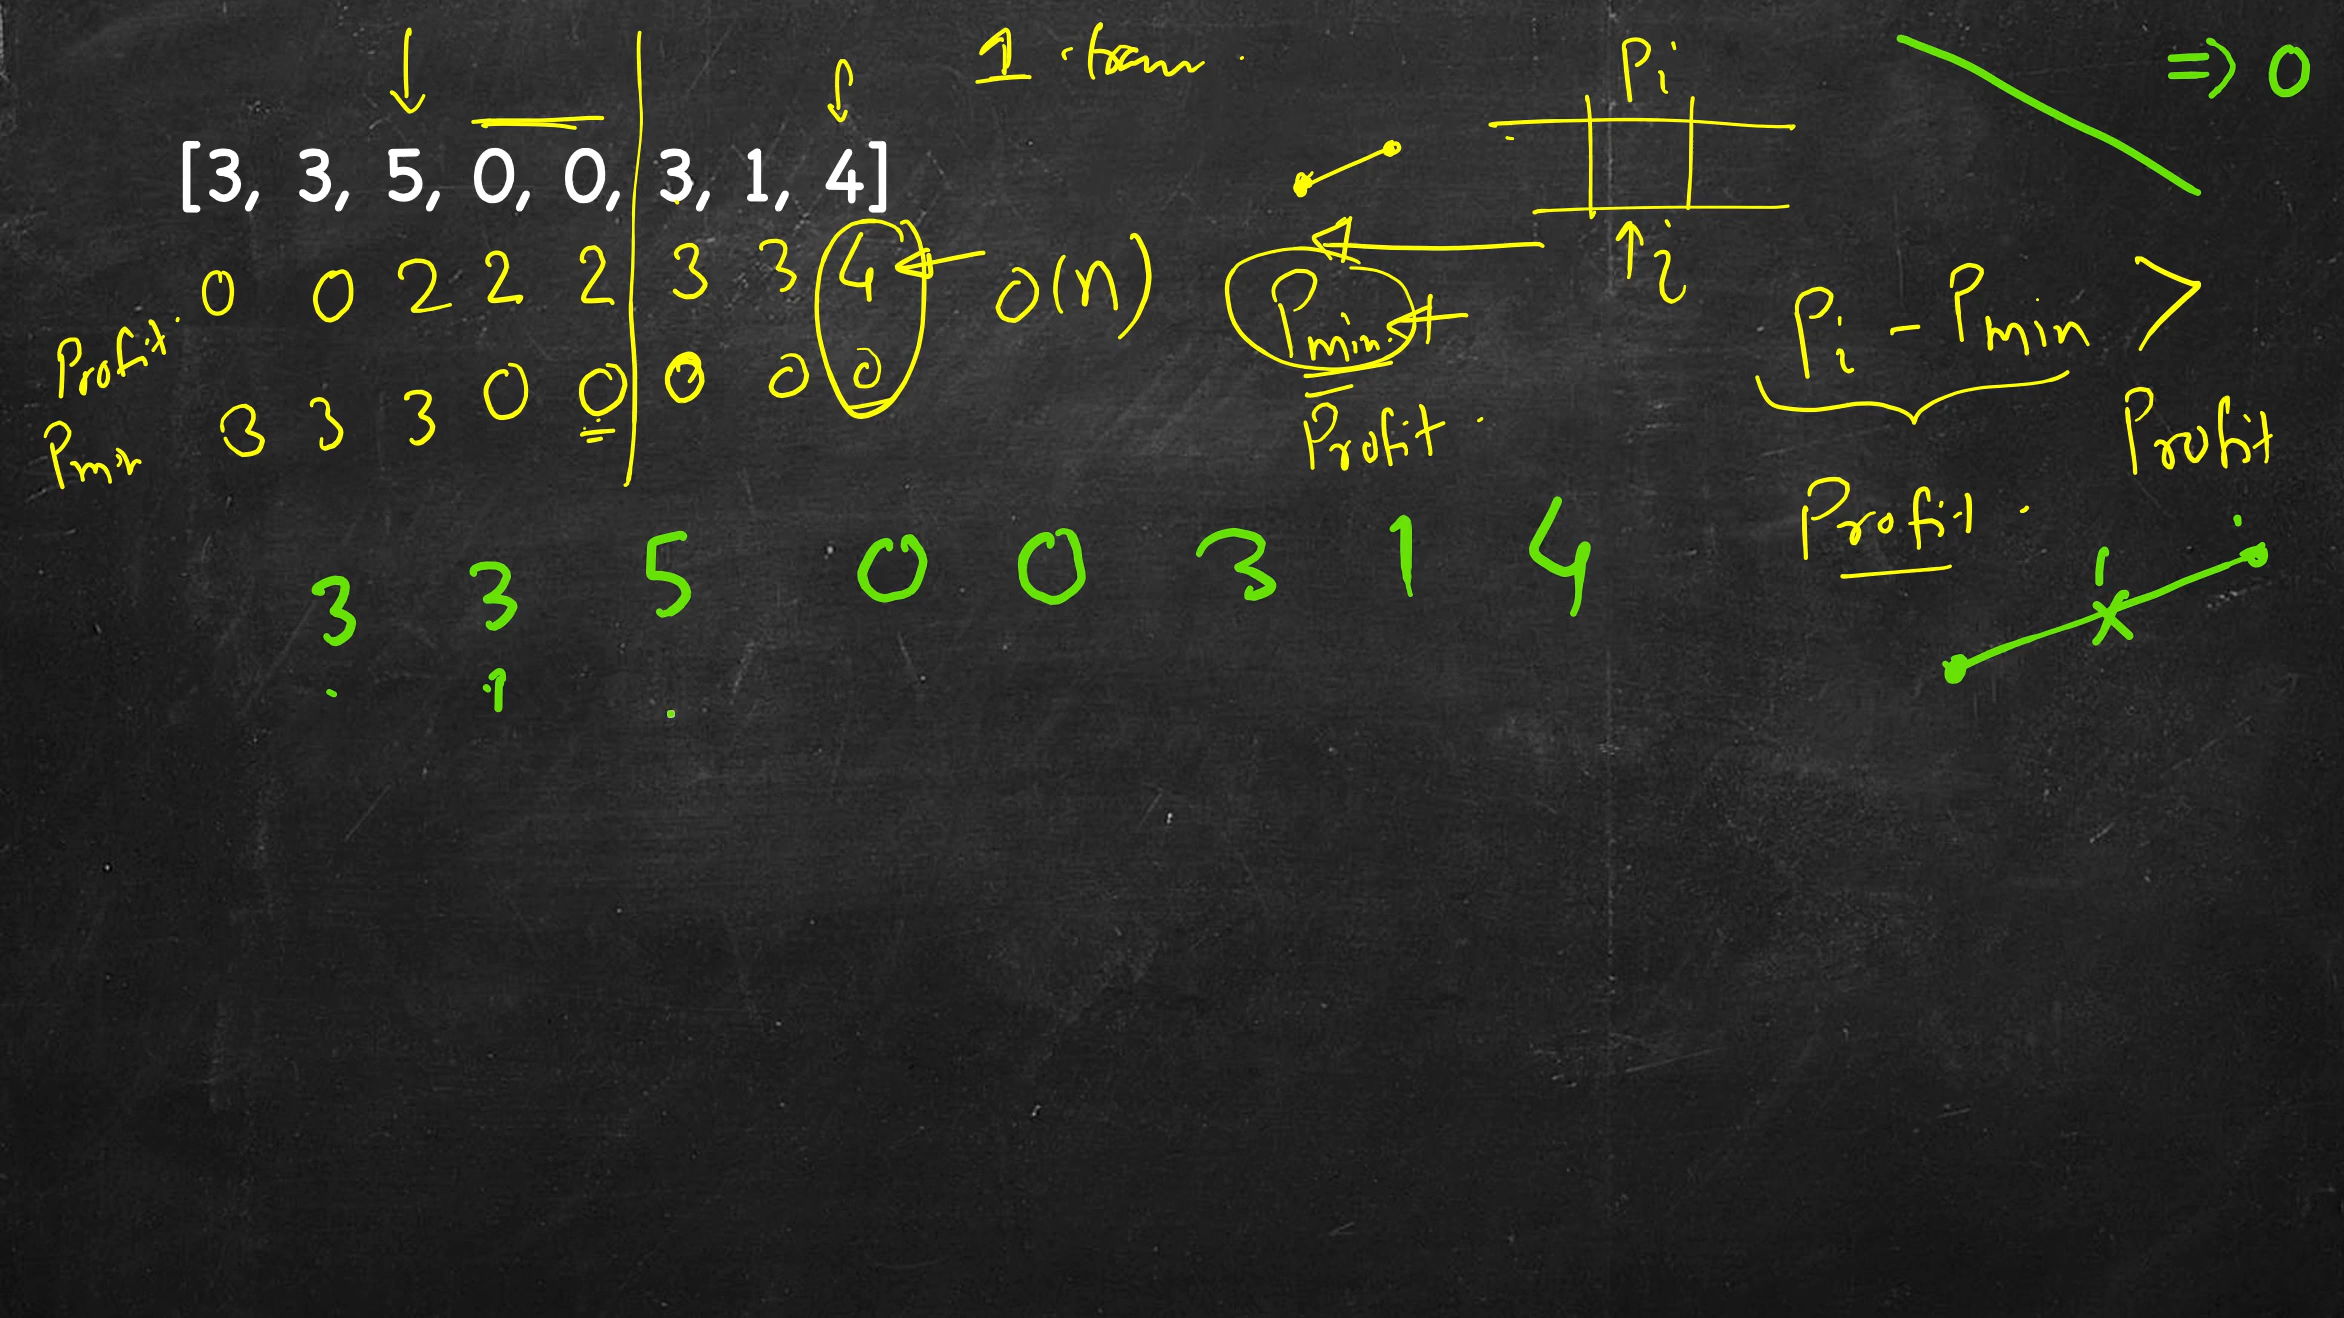 1 tran.
Pi
=> 0
[3, 3, 5, 0, 0, 3, 1, 4]
Profit. 0 0 2 2 2 3 3 4
O(n)
i
Pmin 3 3 3 0 0 0 0 0
Pmin.
Profit.
Pi - Pmin > Profit
Profit.
3 3 5 0 0 3 1 4
1